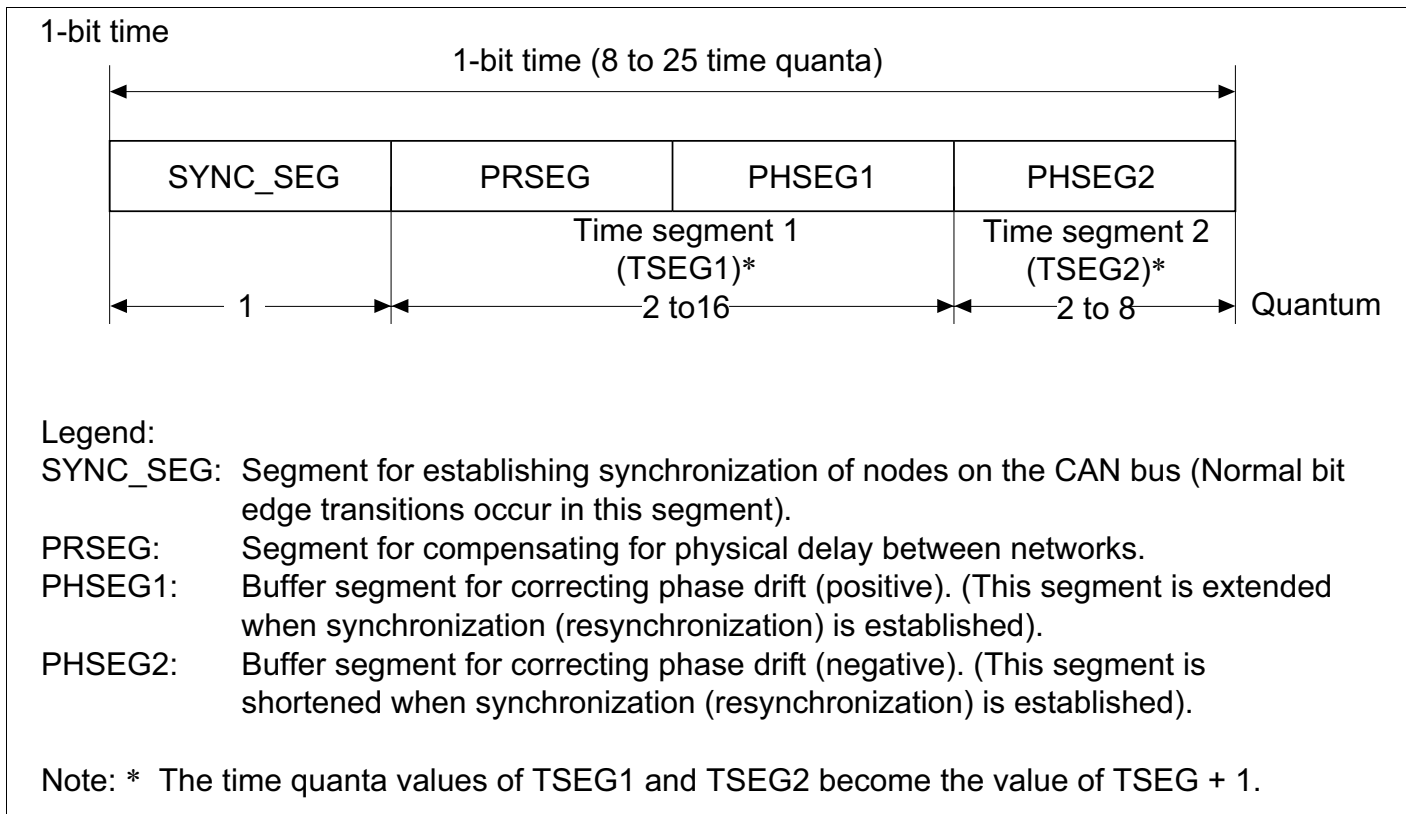 1-bit time
1-bit time (8 to 25 time quanta)
SYNC_SEG PRSEG PHSEG1 PHSEG2
Time segment 1
(TSEG1)*
Time segment 2
(TSEG2)*
1 2 to16 2 to 8 Quantum
Legend:
SYNC_SEG: Segment for establishing synchronization of nodes on the CAN bus (Normal bit
edge transitions occur in this segment).
PRSEG: Segment for compensating for physical delay between networks.
PHSEG1: Buffer segment for correcting phase drift (positive). (This segment is extended
when synchronization (resynchronization) is established).
PHSEG2: Buffer segment for correcting phase drift (negative). (This segment is
shortened when synchronization (resynchronization) is established).
Note: * The time quanta values of TSEG1 and TSEG2 become the value of TSEG + 1.